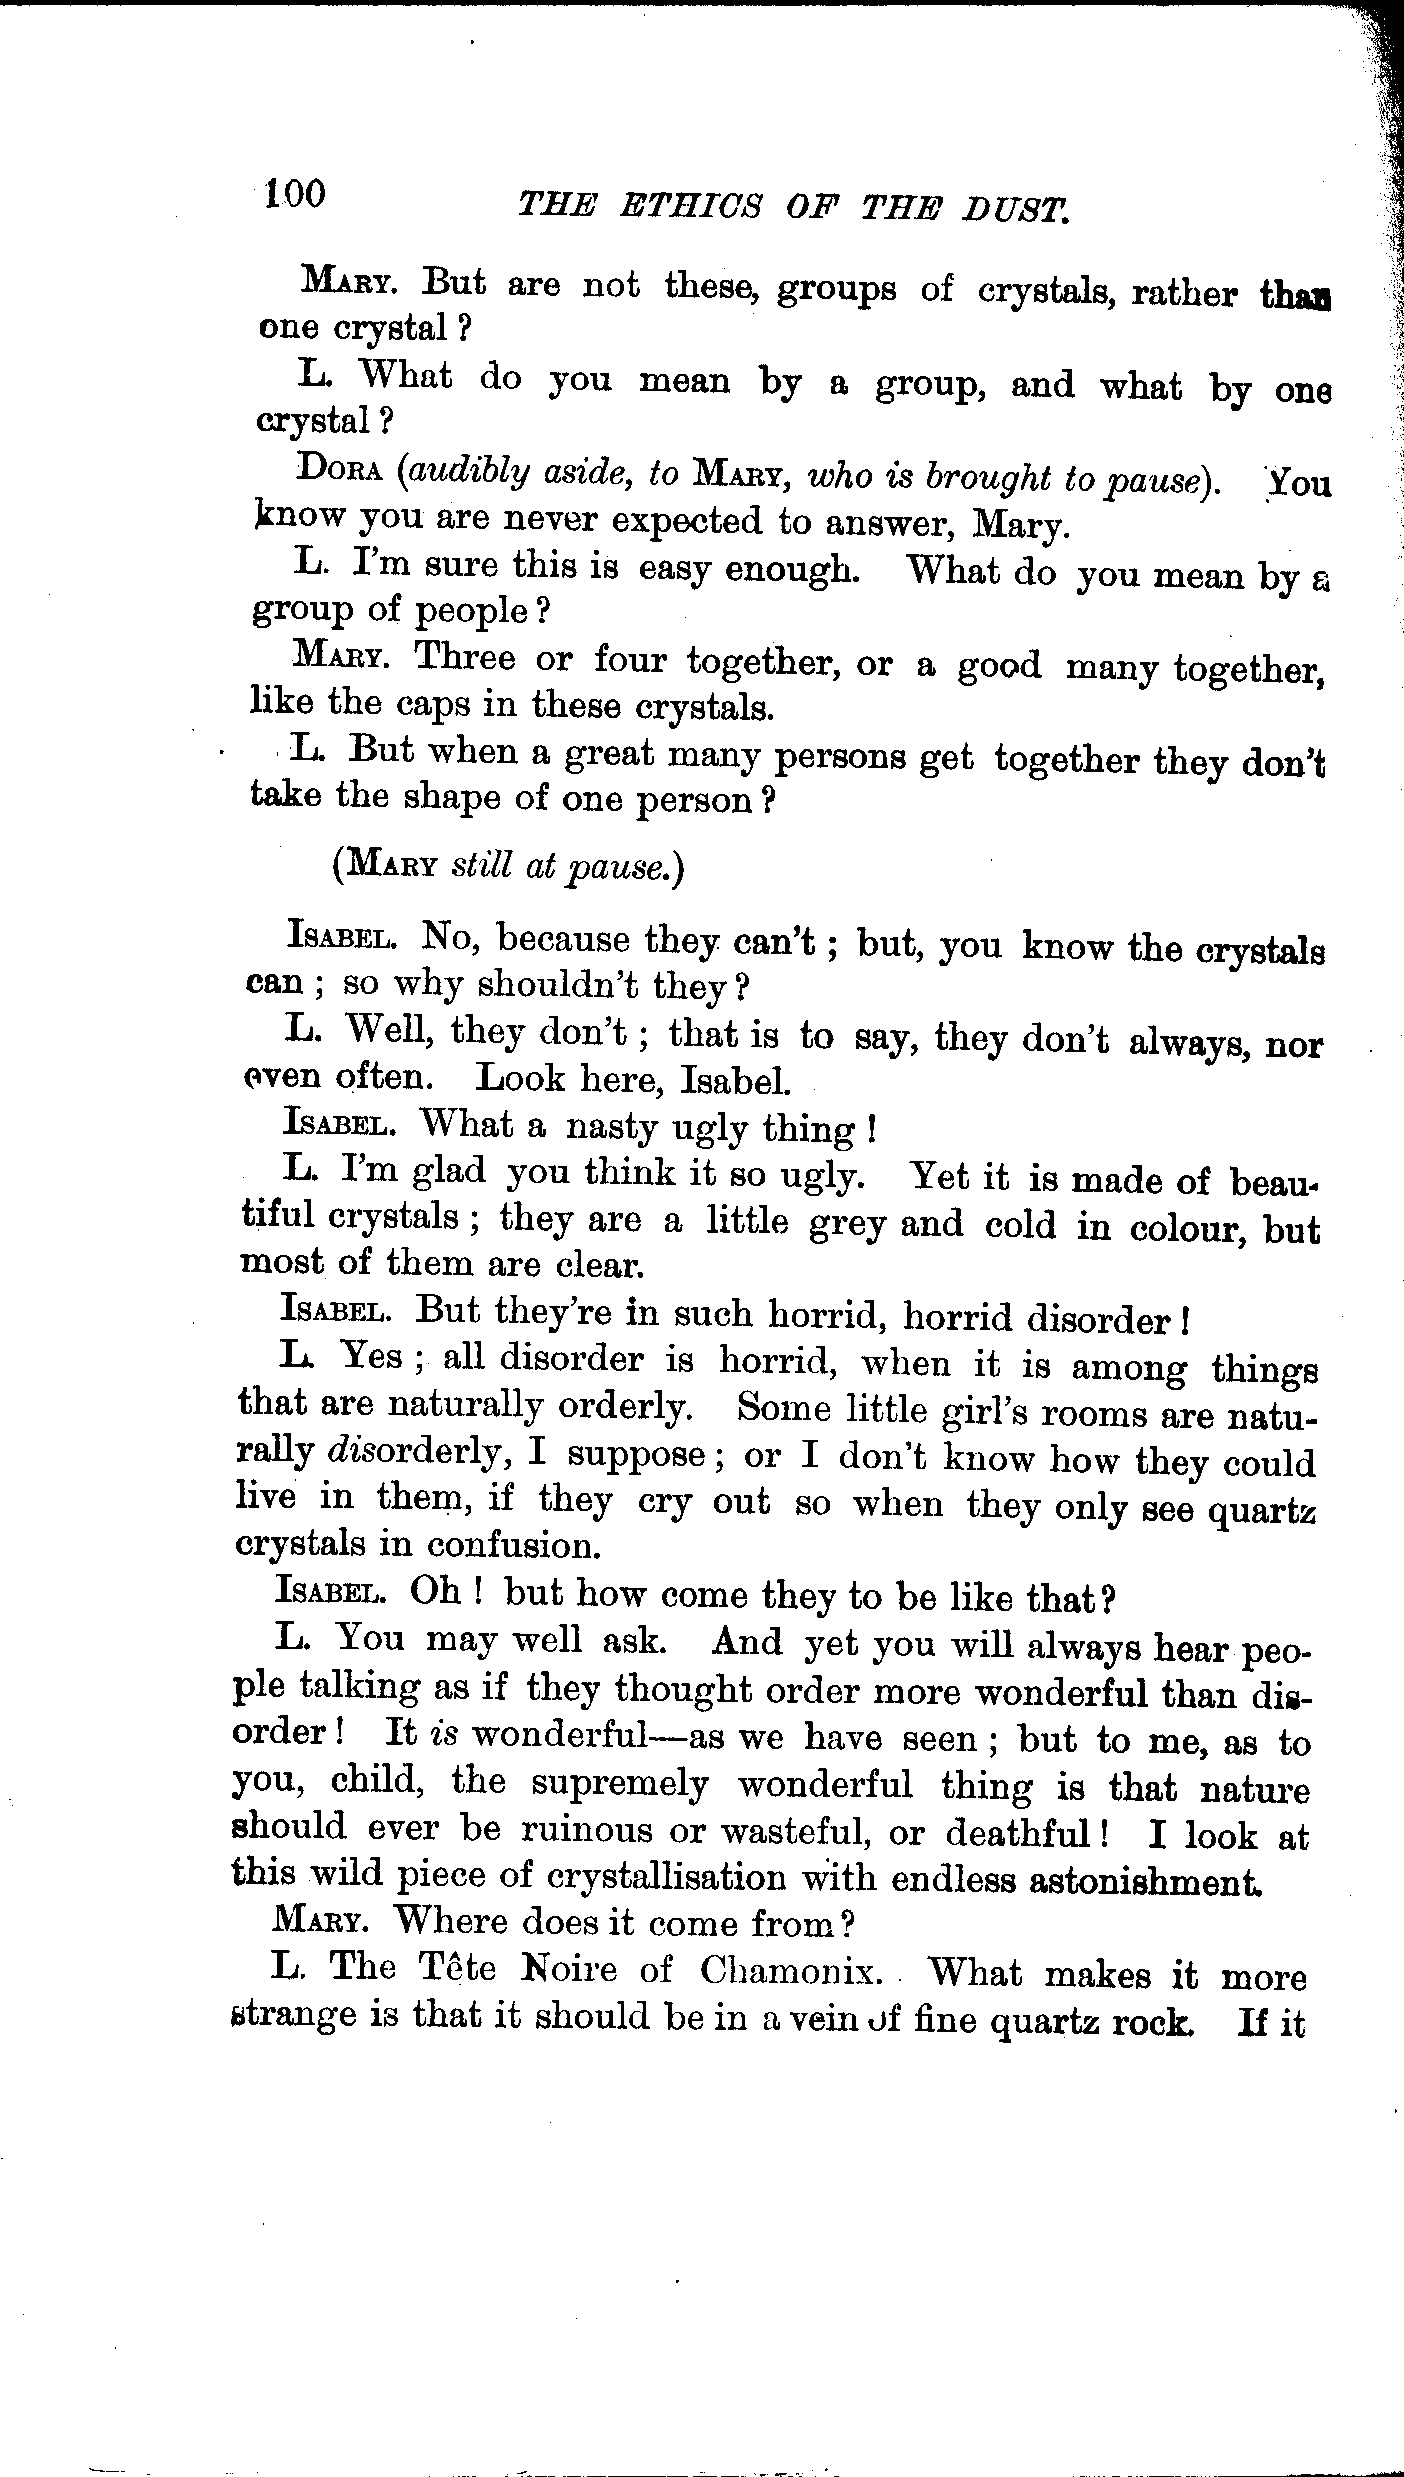 100
THE ETHICS OF THE DUST.
MARY. But are not these, groups of crystals, rather than
one crystal?
L. What do you mean by a group, and what by one
crystal?
DORA (audibly aside, to MARY, who is brought to pause). You
know you are never expected to answer, Mary.
L. I'm sure this is easy enough. What do you mean by a
group of people?
MARY. Three or four together, or a good many together,
like the caps in these crystals.
L. But when a great many persons get together they don't
take the shape of one person?
(MARY still at pause.)
ISABEL. No, because they can't; but, you know the crystals
can; so why shouldn't they?
L. Well, they don't; that is to say, they don't always, nor
even often. Look here, Isabel.
ISABEL. What a nasty ugly thing!
L. I'm glad you think it so ugly. Yet it is made of beau-
tiful crystals; they are a little grey and cold in colour, but
most of them are clear.
ISABEL. But they're in such horrid, horrid disorder!
L. Yes; all disorder is horrid, when it is among things
that are naturally orderly. Some little girl's rooms are natu-
rally disorderly, I suppose; or I don't know how they could
live in them, if they cry out so when they only see quartz
crystals in confusion.
ISABEL. Oh! but how come they to be like that?
L. You may well ask. And yet you will always hear peo-
ple talking as if they thought order more wonderful than dis-
order! It is wonderful—as we have seen; but to me, as to
you, child, the supremely wonderful thing is that nature
should ever be ruinous or wasteful, or deathful! I look at
this wild piece of crystallisation with endless astonishment.
MARY. Where does it come from?
L. The Tête Noire of Chamonix. What makes it more
strange is that it should be in a vein of fine quartz rock. If it